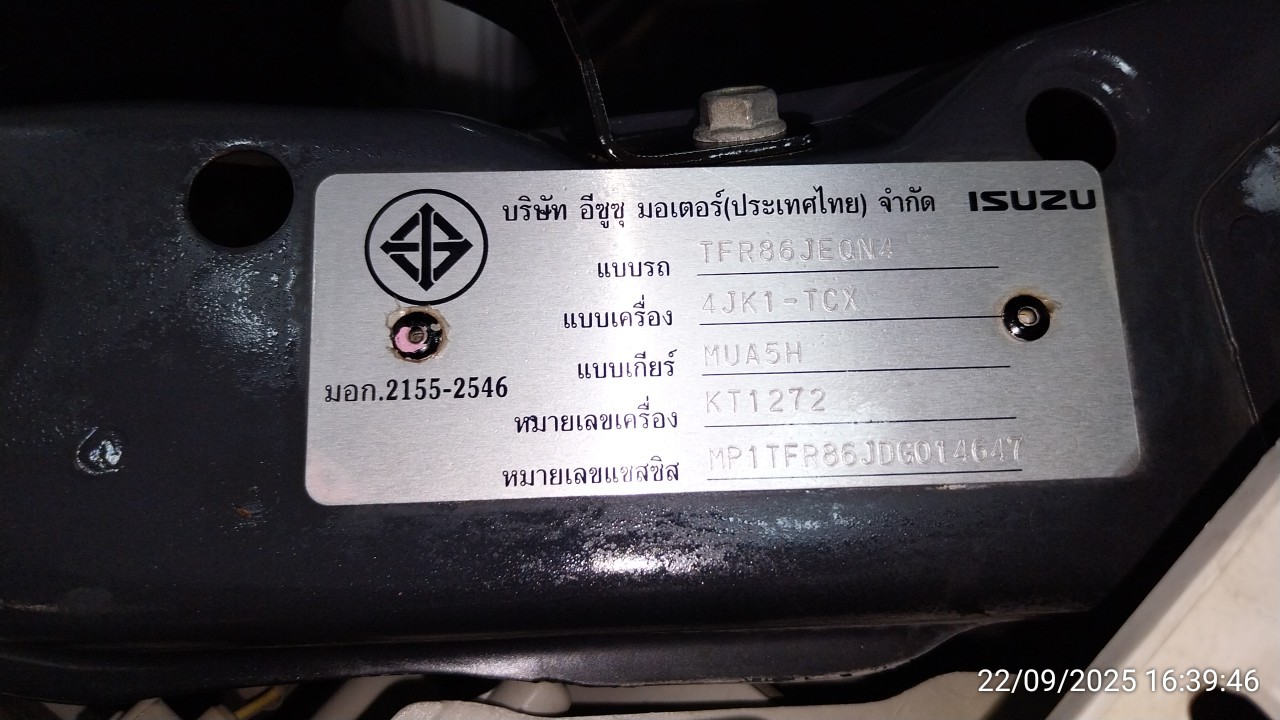 บริษัท อีซูซุ มอเตอร์(ประเทศไทย) จำกัด ISUZU
แบบรถ TFR86JEQN4
แบบเครื่อง 4JK1-TCX
แบบเกียร์ MUA5H
มอก.2155-2546
หมายเลขเครื่อง KT1272
หมายเลขแชสซิส MP1TFR86JDG014647
22/09/2025 16:39:46